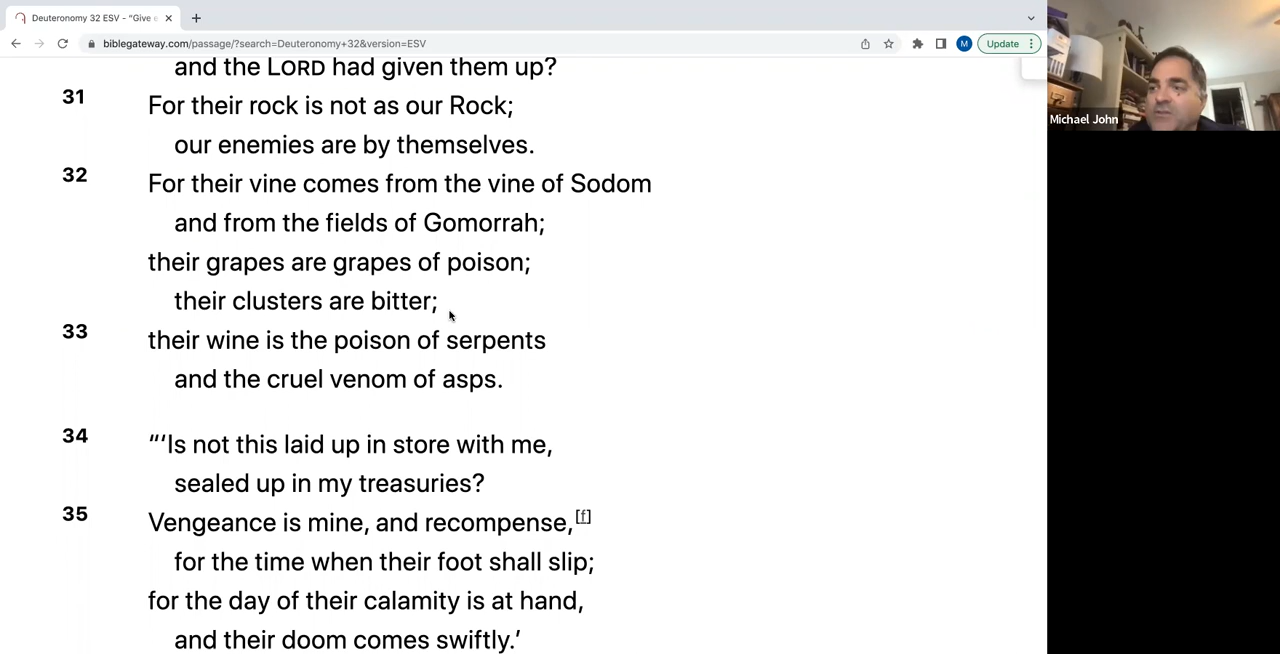 Deuteronomy 32 ESV - “Give e
biblegateway.com/passage/?search=Deuteronomy+32&version=ESV
M
Update
Michael John
and the LORD had given them up?
31 For their rock is not as our Rock;
our enemies are by themselves.
32 For their vine comes from the vine of Sodom
and from the fields of Gomorrah;
their grapes are grapes of poison;
their clusters are bitter;
33 their wine is the poison of serpents
and the cruel venom of asps.
34 “‘Is not this laid up in store with me,
sealed up in my treasuries?
35 Vengeance is mine, and recompense,[f]
for the time when their foot shall slip;
for the day of their calamity is at hand,
and their doom comes swiftly.’